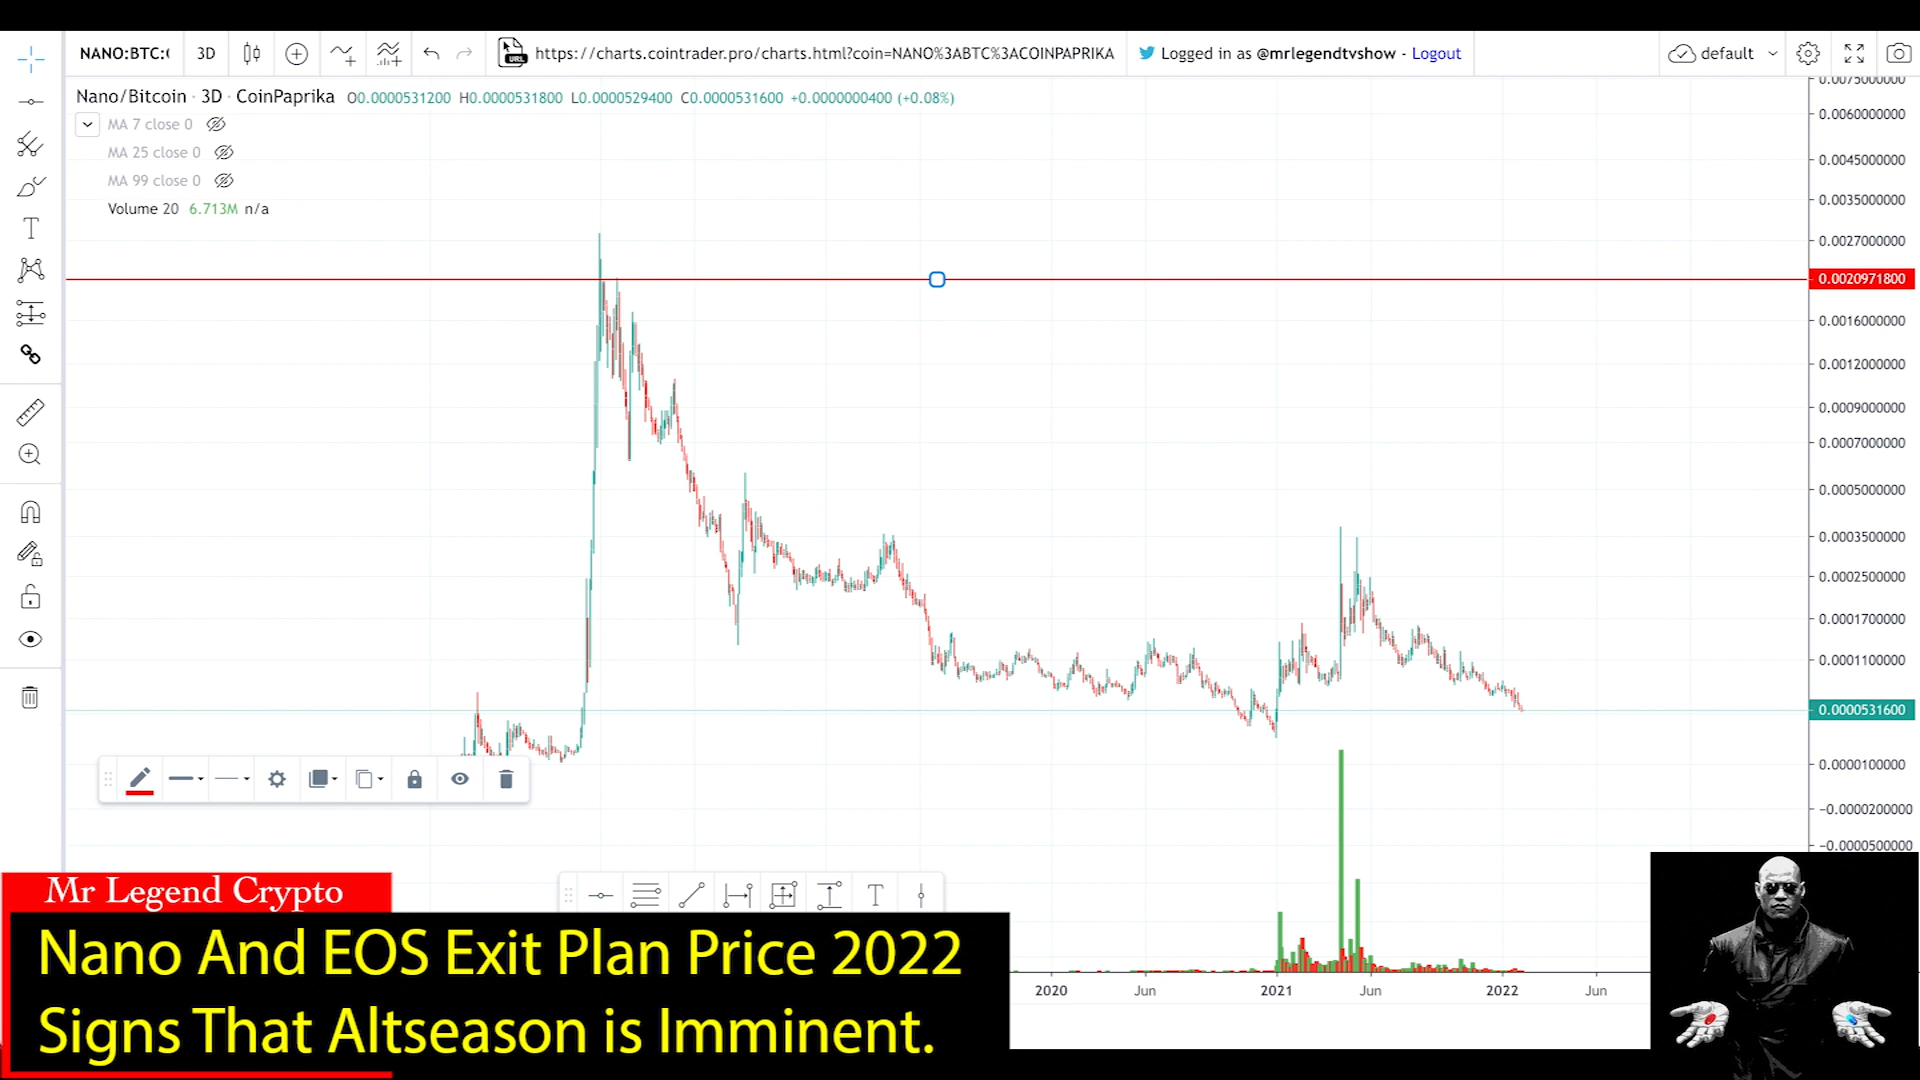 NANO:BTC:( 3D https://charts.cointrader.pro/charts.html?coin=NANO%3ABTC%3ACOINPAPRIKA Logged in as @mrlegendtvshow - Logout default
URL
Nano/Bitcoin · 3D · CoinPaprika O0.0000531200 H0.0000531800 L0.0000529400 C0.0000531600 +0.0000000400 (+0.08%)
MA 7 close 0
MA 25 close 0
MA 99 close 0
Volume 20 6.713M n/a
0.0075000000
0.0060000000
0.0045000000
0.0035000000
0.0027000000
0.0020971800
0.0016000000
0.0012000000
0.0009000000
0.0007000000
0.0005000000
0.0003500000
0.0002500000
0.0001700000
0.0001100000
0.0000531600
0.0000100000
−0.0000200000
−0.0000500000
2020 Jun 2021 Jun 2022 Jun
Mr Legend Crypto
Nano And EOS Exit Plan Price 2022
Signs That Altseason is Imminent.